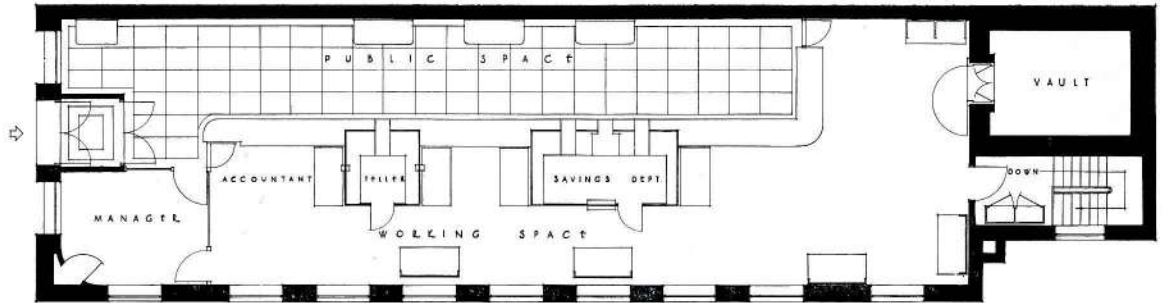 PUBLIC SPACE
VAULT
ACCOUNTANT
TELLER
SAVINGS DEPT.
DOWN
MANAGER
WORKING SPACE